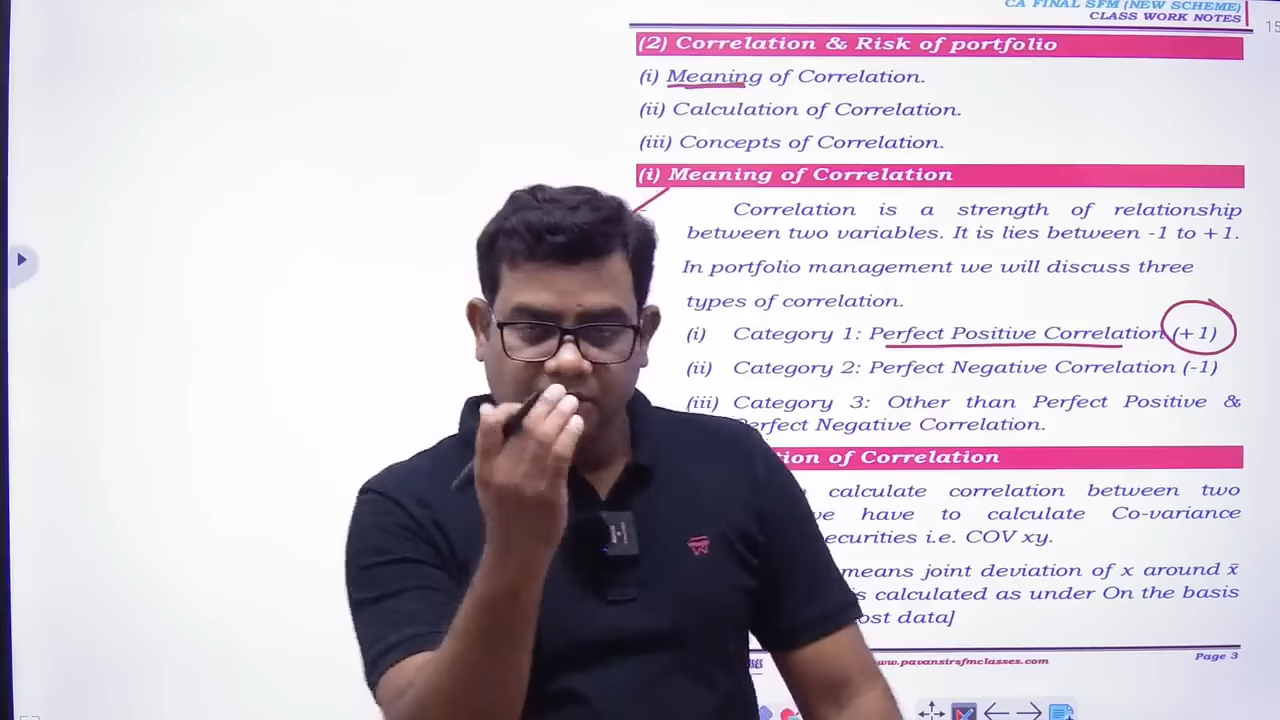 CA FINAL SFM (NEW SCHEME)
CLASS WORK NOTES
15
(2) Correlation & Risk of portfolio
(i) Meaning of Correlation.
(ii) Calculation of Correlation.
(iii) Concepts of Correlation.
(i) Meaning of Correlation
Correlation is a strength of relationship
between two variables. It is lies between -1 to +1.
In portfolio management we will discuss three
types of correlation.
(i) Category 1: Perfect Positive Correlation (+1)
(ii) Category 2: Perfect Negative Correlation (-1)
(iii) Category 3: Other than Perfect Positive &
Perfect Negative Correlation.
tion of Correlation
calculate correlation between two
have to calculate Co-variance
ecurities i.e. COV xy.
means joint deviation of x around x̄
is calculated as under On the basis
ost data]
www.pavansirsfmclasses.com
Page 3